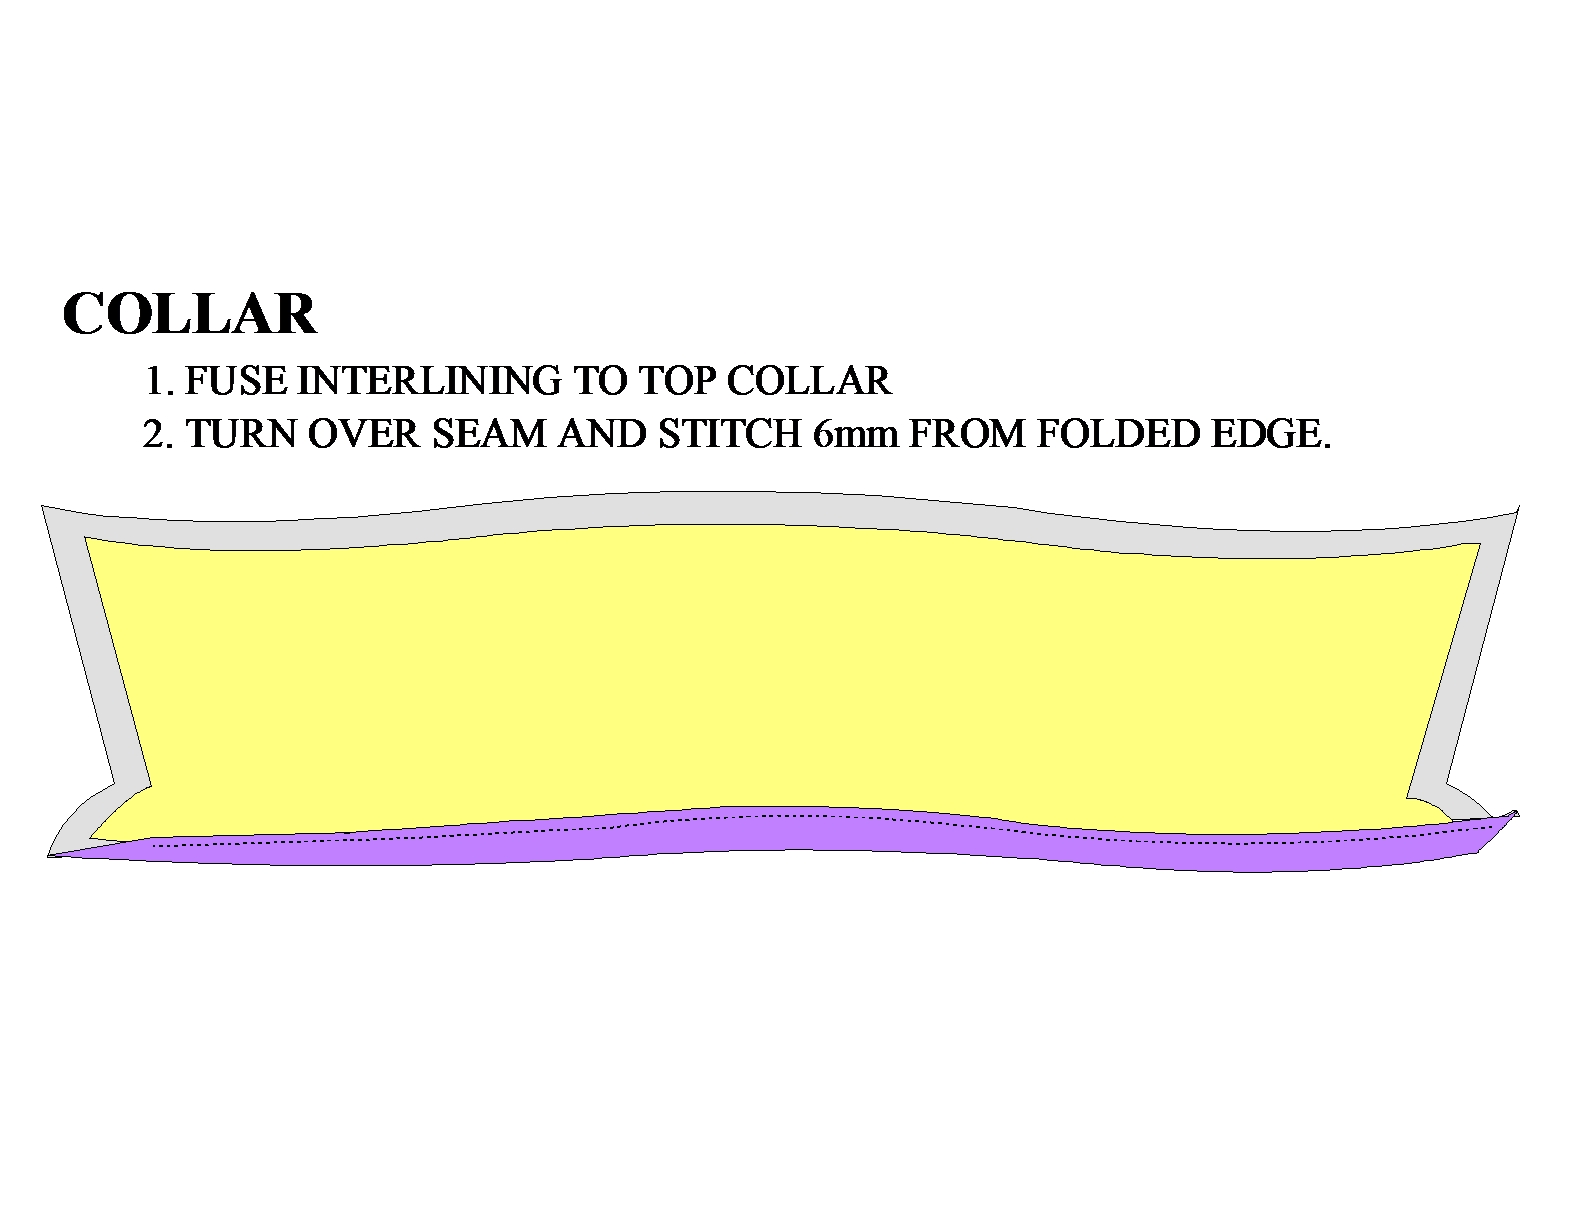 COLLAR
1. FUSE INTERLINING TO TOP COLLAR
2. TURN OVER SEAM AND STITCH 6mm FROM FOLDED EDGE.